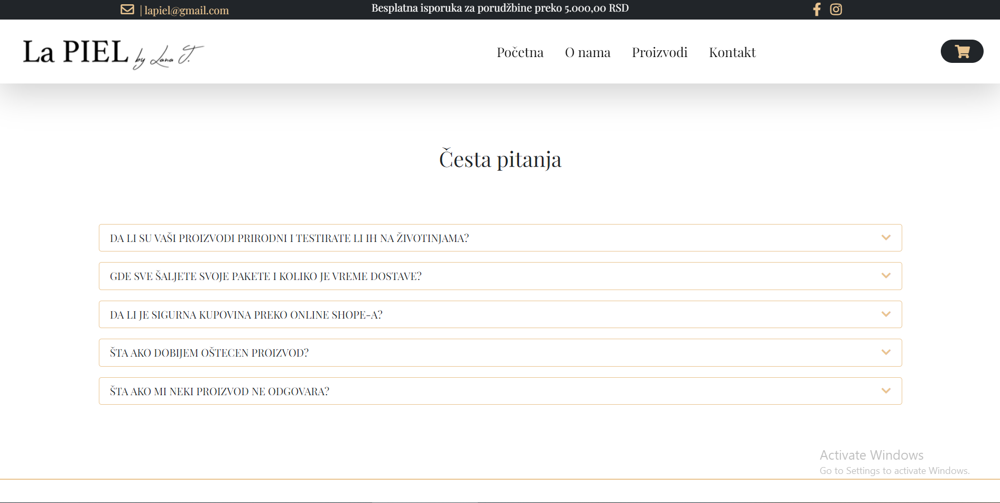 | lapiel@gmail.com
Besplatna isporuka za porudžbine preko 5.000,00 RSD
La PIEL by Lana J.
Početna
O nama
Proizvodi
Kontakt
Česta pitanja
DA LI SU VAŠI PROIZVODI PRIRODNI I TESTIRATE LI IH NA ŽIVOTINJAMA?
GDE SVE ŠALJETE SVOJE PAKETE I KOLIKO JE VREME DOSTAVE?
DA LI JE SIGURNA KUPOVINA PREKO ONLINE SHOPE-A?
ŠTA AKO DOBIJEM OŠTECEN PROIZVOD?
ŠTA AKO MI NEKI PROIZVOD NE ODGOVARA?
Activate Windows
Go to Settings to activate Windows.